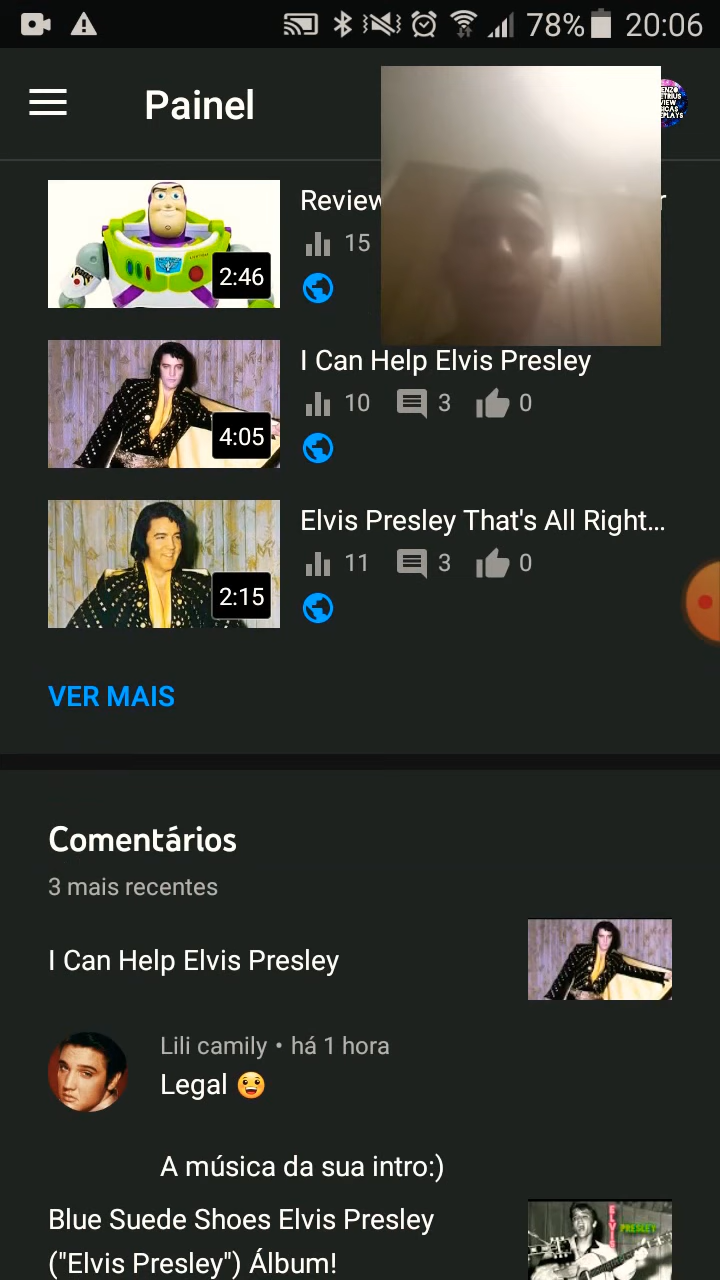 78% 20:06
Painel
Review
15
2:46
I Can Help Elvis Presley
10 3 0
4:05
Elvis Presley That's All Right...
11 3 0
2:15
VER MAIS
Comentários
3 mais recentes
I Can Help Elvis Presley
Lili camily • há 1 hora
Legal 😀
A música da sua intro:)
Blue Suede Shoes Elvis Presley
("Elvis Presley") Álbum!
ELVIS
PRESLEY